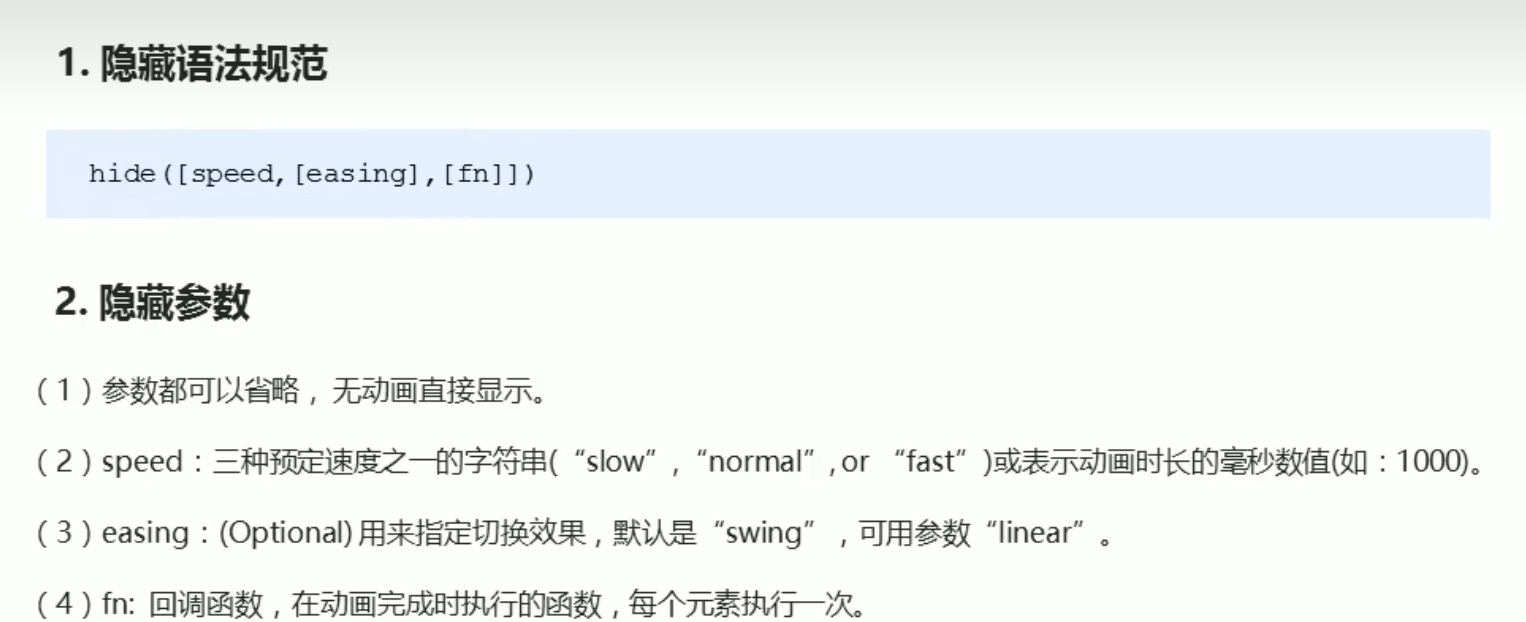 1. 隐藏语法规范
hide([speed,[easing],[fn]])
2. 隐藏参数
（1）参数都可以省略， 无动画直接显示。
（2）speed：三种预定速度之一的字符串(“slow”,“normal”,or “fast”)或表示动画时长的毫秒数值(如：1000)。
（3）easing：(Optional) 用来指定切换效果，默认是“swing”，可用参数“linear”。
（4）fn: 回调函数，在动画完成时执行的函数，每个元素执行一次。